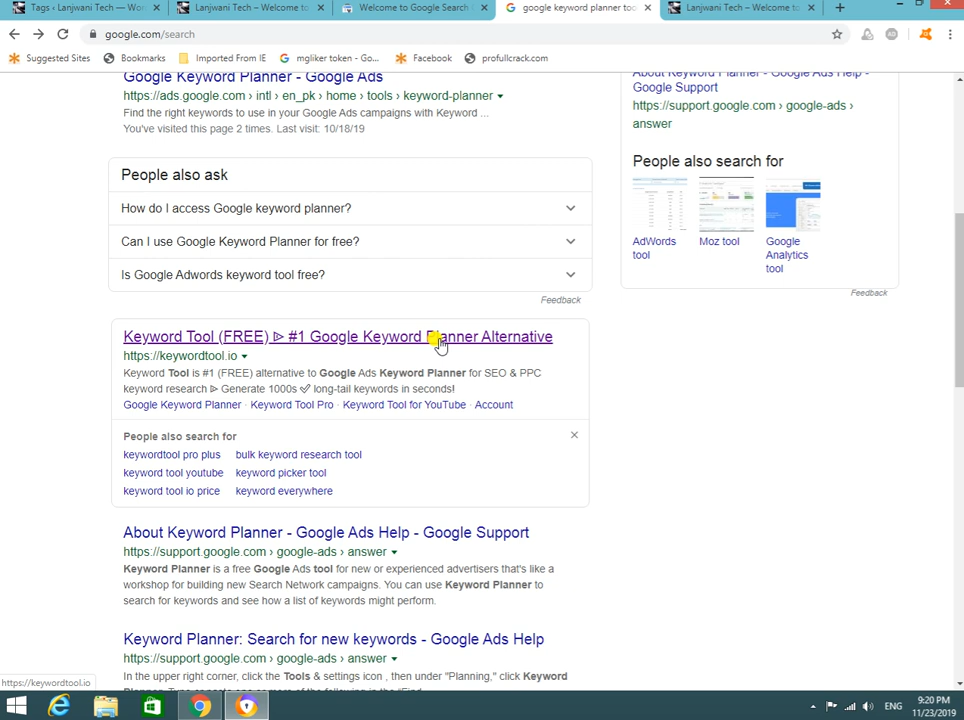 Tags ‹ Lanjwani Tech — Wor
Lanjwani Tech – Welcome to
Welcome to Google Search
google keyword planner too
Lanjwani Tech – Welcome to
google.com/search
Suggested Sites
Bookmarks
Imported From IE
mgliker token - Go...
Facebook
profullcrack.com
Google Keyword Planner - Google Ads
https://ads.google.com › intl › en_pk › home › tools › keyword-planner
Find the right keywords to use in your Google Ads campaigns with Keyword ...
You've visited this page 2 times. Last visit: 10/18/19
People also ask
How do I access Google keyword planner?
Can I use Google Keyword Planner for free?
Is Google Adwords keyword tool free?
Feedback
Keyword Tool (FREE) ᐈ #1 Google Keyword Planner Alternative
https://keywordtool.io
Keyword Tool is #1 (FREE) alternative to Google Ads Keyword Planner for SEO & PPC
keyword research ᐈ Generate 1000s ✅ long-tail keywords in seconds!
Google Keyword Planner · Keyword Tool Pro · Keyword Tool for YouTube · Account
People also search for
keywordtool pro plus
bulk keyword research tool
keyword tool youtube
keyword picker tool
keyword tool io price
keyword everywhere
About Keyword Planner - Google Ads Help - Google Support
https://support.google.com › google-ads › answer
Keyword Planner is a free Google Ads tool for new or experienced advertisers that's like a
workshop for building new Search Network campaigns. You can use Keyword Planner to
search for keywords and see how a list of keywords might perform.
Keyword Planner: Search for new keywords - Google Ads Help
https://support.google.com › google-ads › answer
In the upper right corner, click the Tools & settings icon , then under "Planning," click Keyword
About Keyword Planner - Google Ads Help -
Google Support
https://support.google.com › google-ads ›
answer
People also search for
AdWords
tool
Moz tool
Google
Analytics
tool
Feedback
https://keywordtool.io
ENG
9:20 PM
11/23/2019